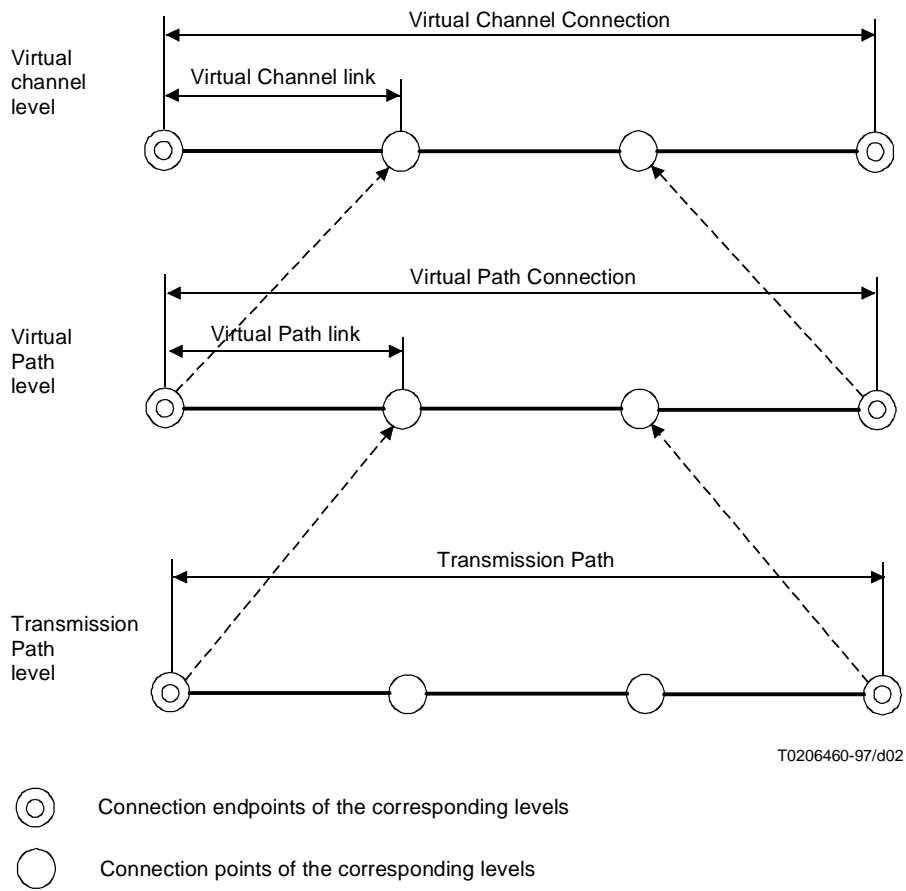 Virtual Channel Connection
Virtual
channel
level
Virtual Channel link
Virtual Path Connection
Virtual
Path
level
Virtual Path link
Transmission Path
Transmission
Path
level
T0206460-97/d02
Connection endpoints of the corresponding levels
Connection points of the corresponding levels